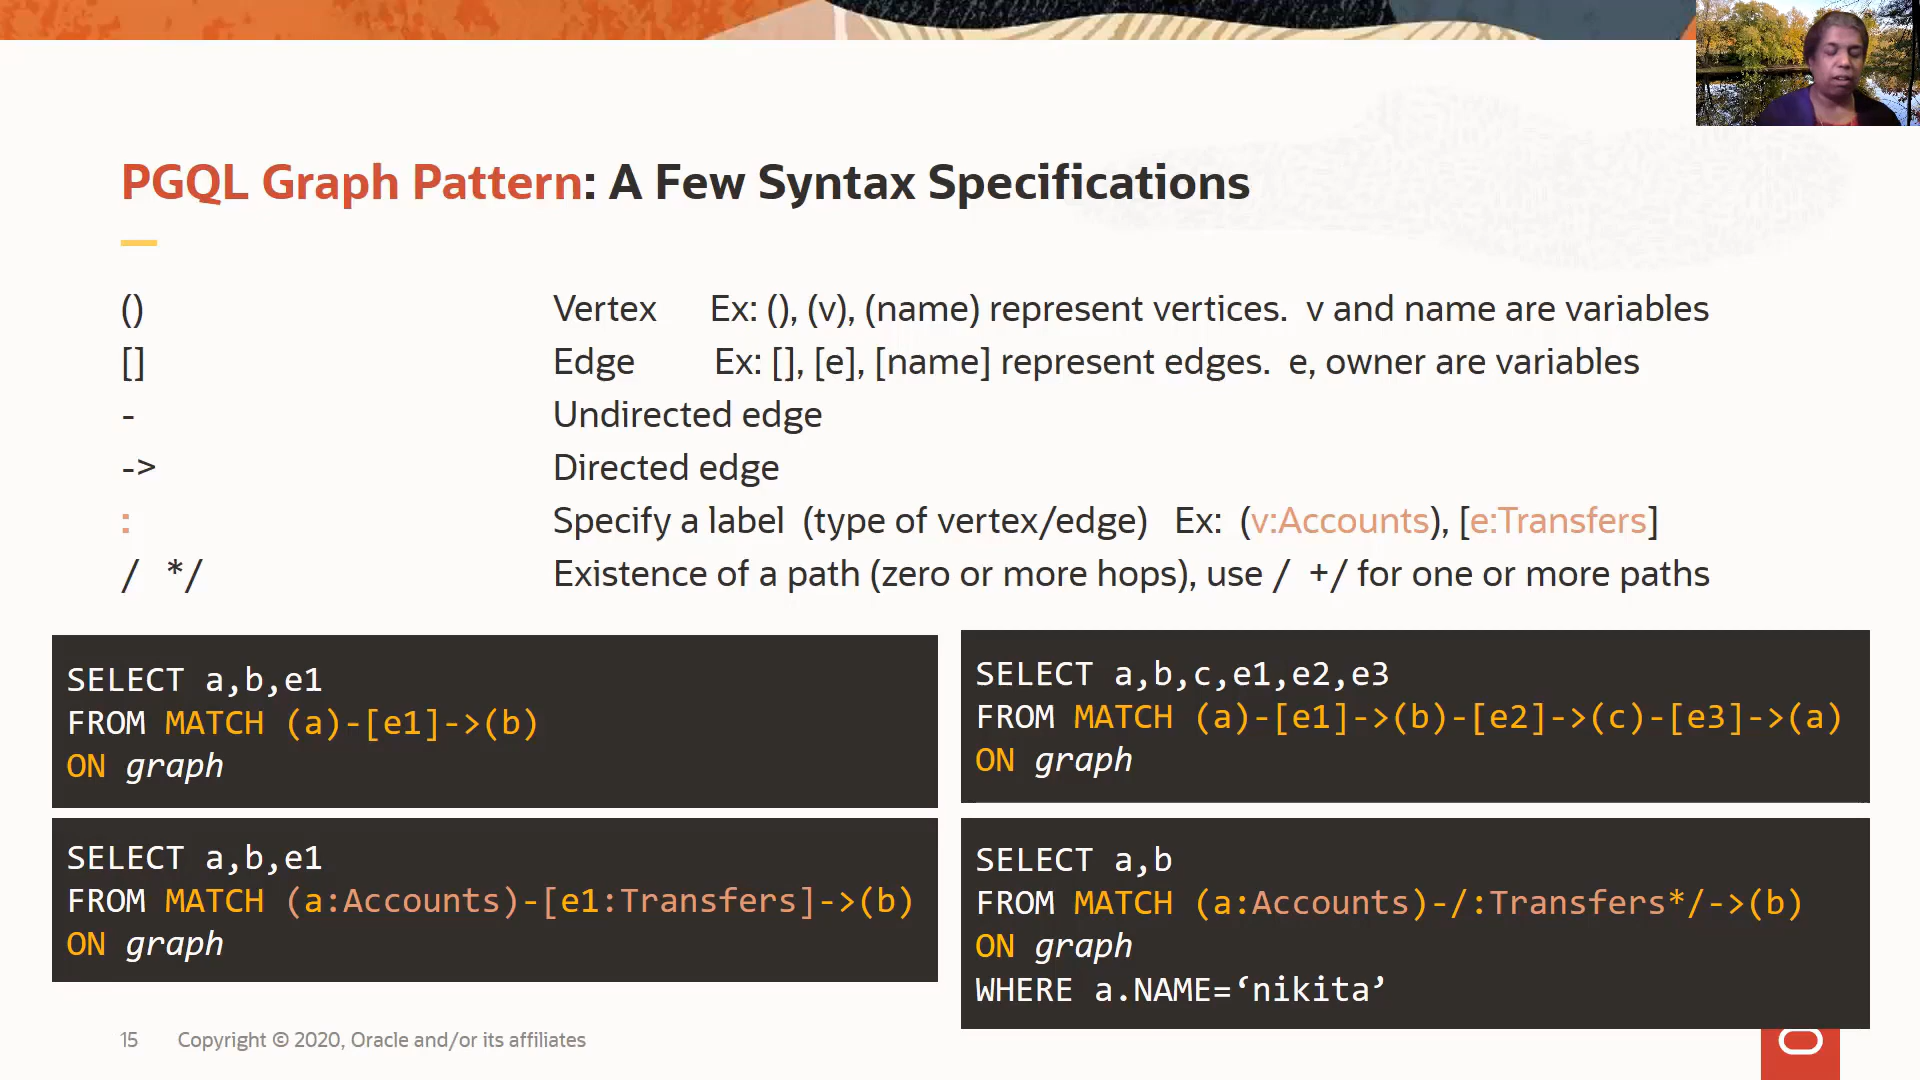 PGQL Graph Pattern: A Few Syntax Specifications
() Vertex Ex: (), (v), (name) represent vertices. v and name are variables
[] Edge Ex: [], [e], [name] represent edges. e, owner are variables
- Undirected edge
-> Directed edge
: Specify a label (type of vertex/edge) Ex: (v:Accounts), [e:Transfers]
/ */ Existence of a path (zero or more hops), use / +/ for one or more paths
SELECT a,b,e1
FROM MATCH (a)-[e1]->(b)
ON graph
SELECT a,b,c,e1,e2,e3
FROM MATCH (a)-[e1]->(b)-[e2]->(c)-[e3]->(a)
ON graph
SELECT a,b,e1
FROM MATCH (a:Accounts)-[e1:Transfers]->(b)
ON graph
SELECT a,b
FROM MATCH (a:Accounts)-/:Transfers*/->(b)
ON graph
WHERE a.NAME=‘nikita’
15 Copyright © 2020, Oracle and/or its affiliates